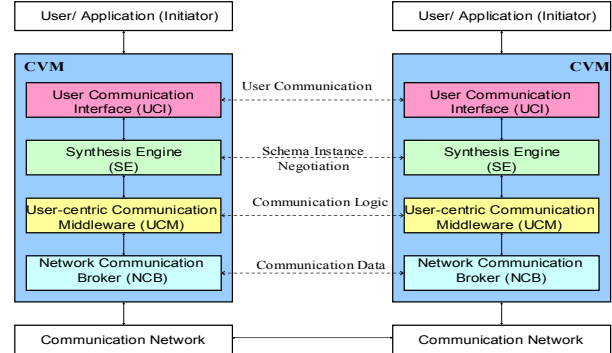 User/ Application (Initiator)
User/ Application (Initiator)
CVM
CVM
User Communication
Interface (UCI)
User Communication
User Communication
Interface (UCI)
Synthesis Engine
(SE)
Schema Instance
Negotiation
Synthesis Engine
(SE)
User-centric Communication
Middleware (UCM)
Communication Logic
User-centric Communication
Middleware (UCM)
Network Communication
Broker (NCB)
Communication Data
Network Communication
Broker (NCB)
Communication Network
Communication Network